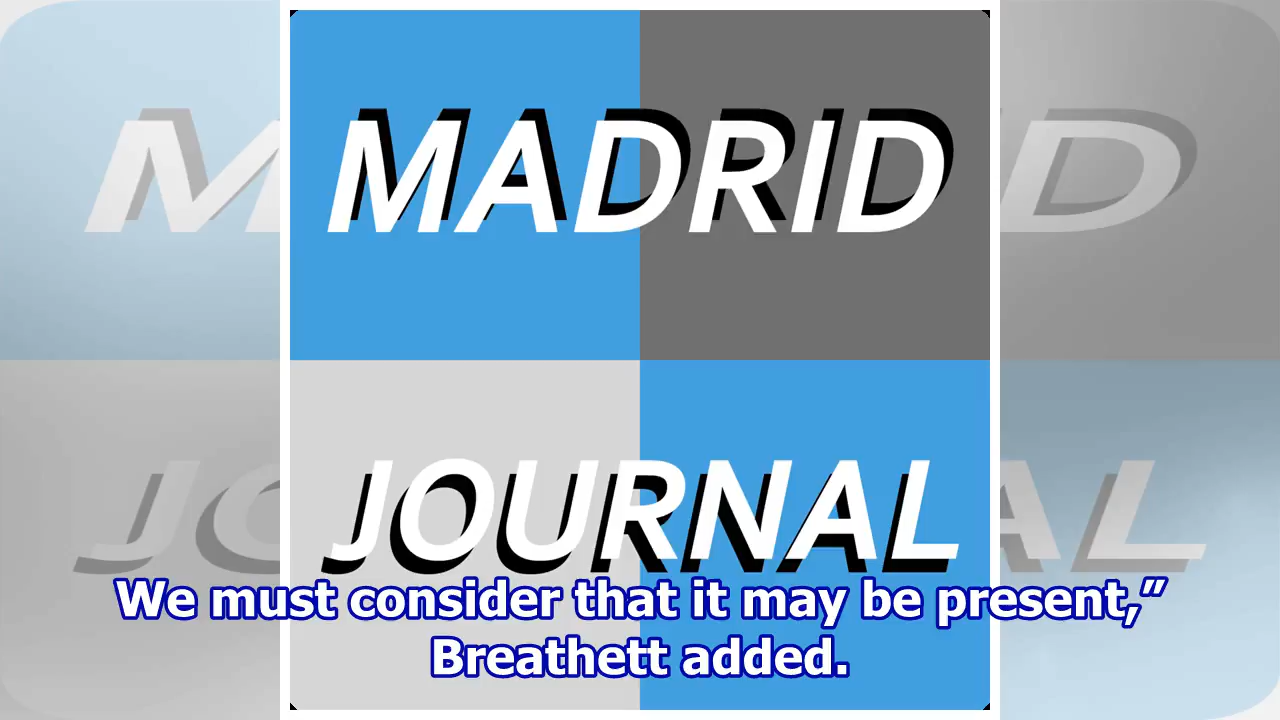 MADRID
JOURNAL
We must consider that it may be present,”
Breathett added.